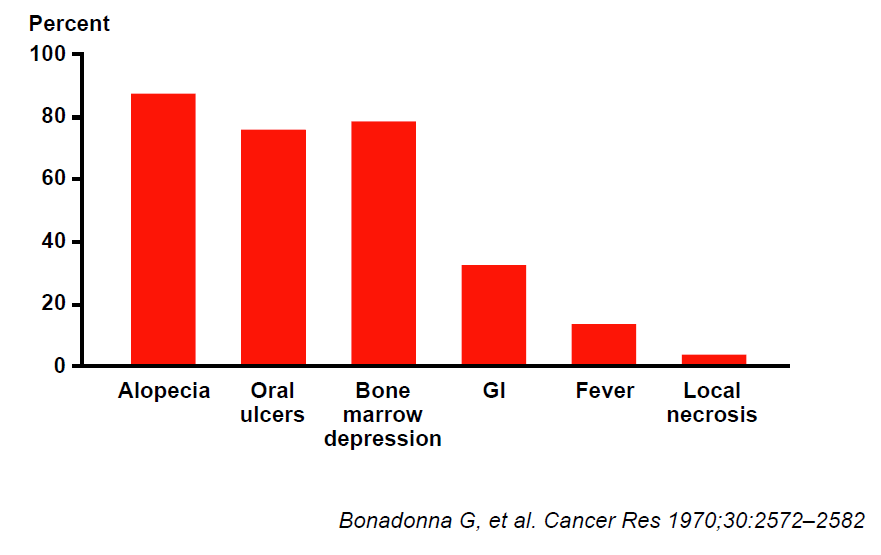 Percent
100
80
60
40
20
0
Alopecia
Oral
ulcers
Bone
marrow
depression
GI
Fever
Local
necrosis
Bonadonna G, et al. Cancer Res 1970;30:2572–2582